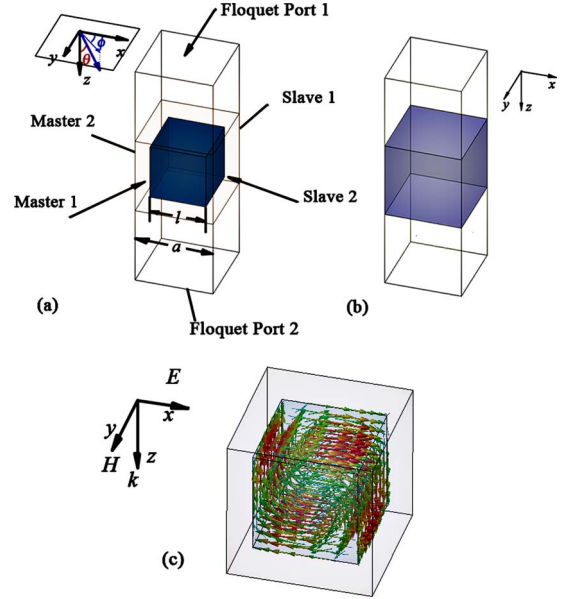 Floquet Port 1
x
y
z
ϕ
θ
Slave 1
Master 2
Master 1
Slave 2
l
a
(a)
Floquet Port 2
x
y
z
(b)
E
x
y
H
z
k
(c)